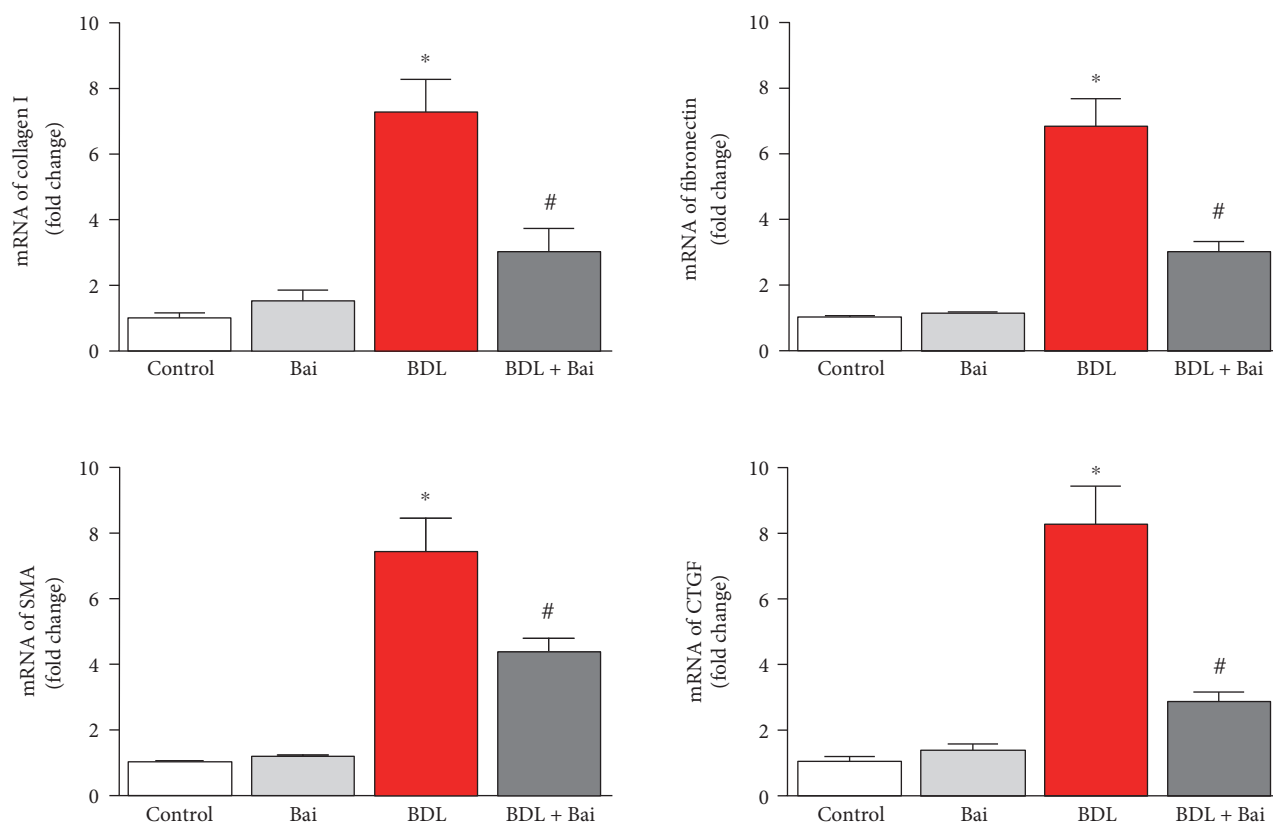 mRNA of collagen I
(fold change)
10
8
6
4
2
0
*
#
Control Bai BDL BDL + Bai
mRNA of fibronectin
(fold change)
10
8
6
4
2
0
*
#
Control Bai BDL BDL + Bai
mRNA of SMA
(fold change)
10
8
6
4
2
0
*
#
Control Bai BDL BDL + Bai
mRNA of CTGF
(fold change)
10
8
6
4
2
0
*
#
Control Bai BDL BDL + Bai